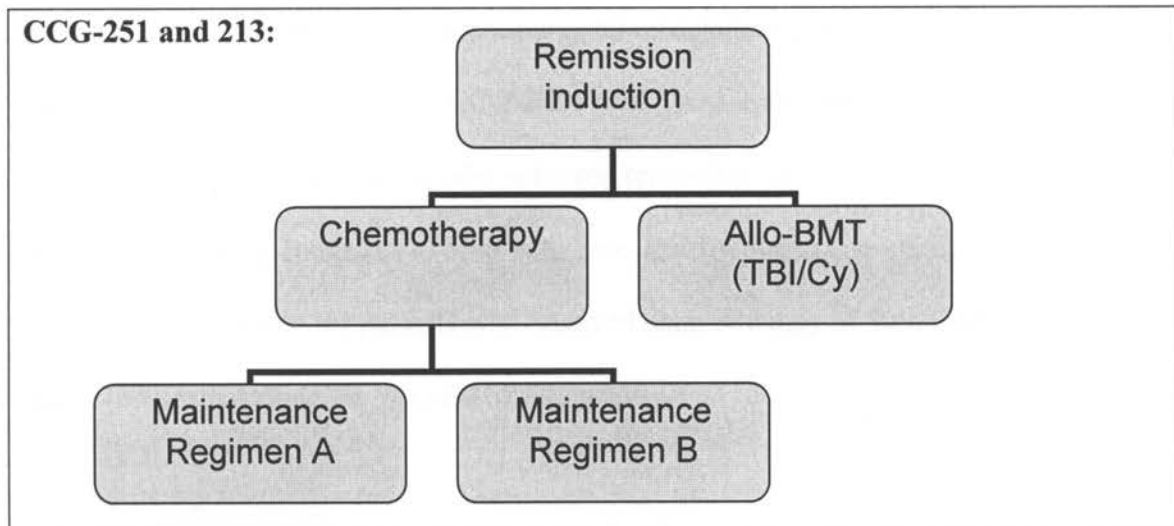 CCG-251 and 213:
Remission
induction
Chemotherapy
Allo-BMT
(TBI/Cy)
Maintenance
Regimen A
Maintenance
Regimen B